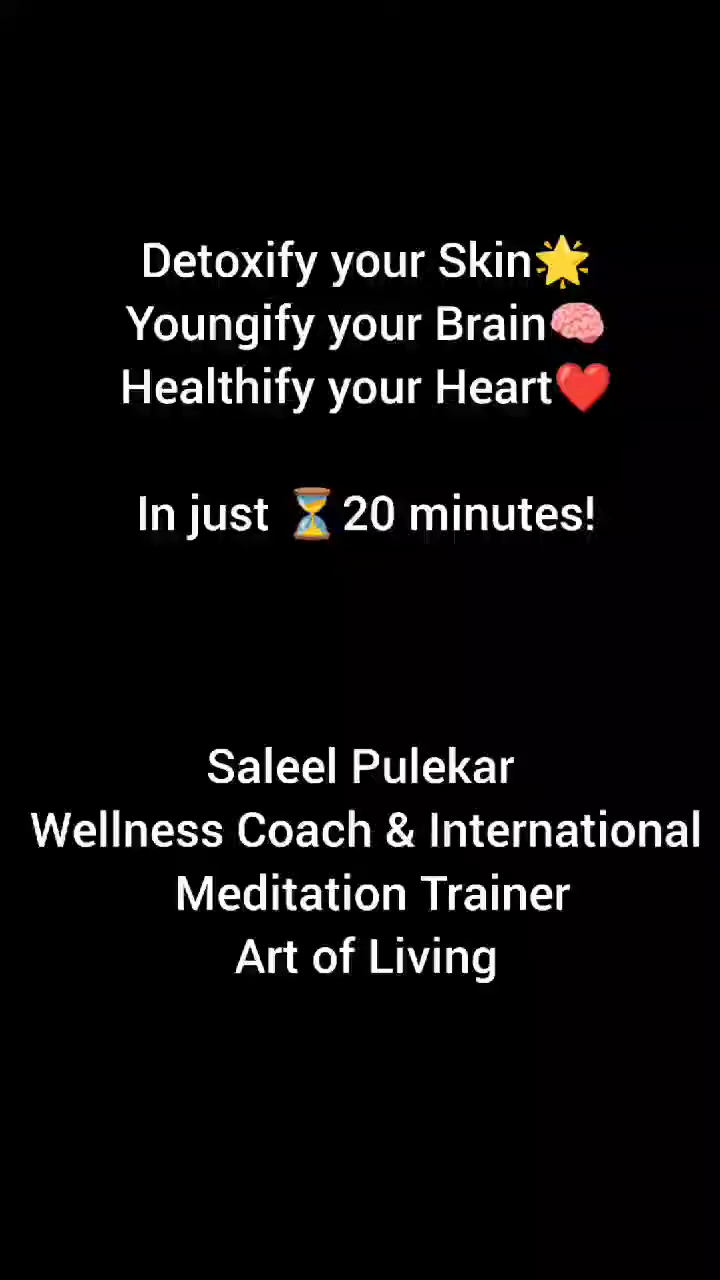 Detoxify your Skin🌟
Youngify your Brain🧠
Healthify your Heart❤️
In just ⏳20 minutes!
Saleel Pulekar
Wellness Coach & International
Meditation Trainer
Art of Living